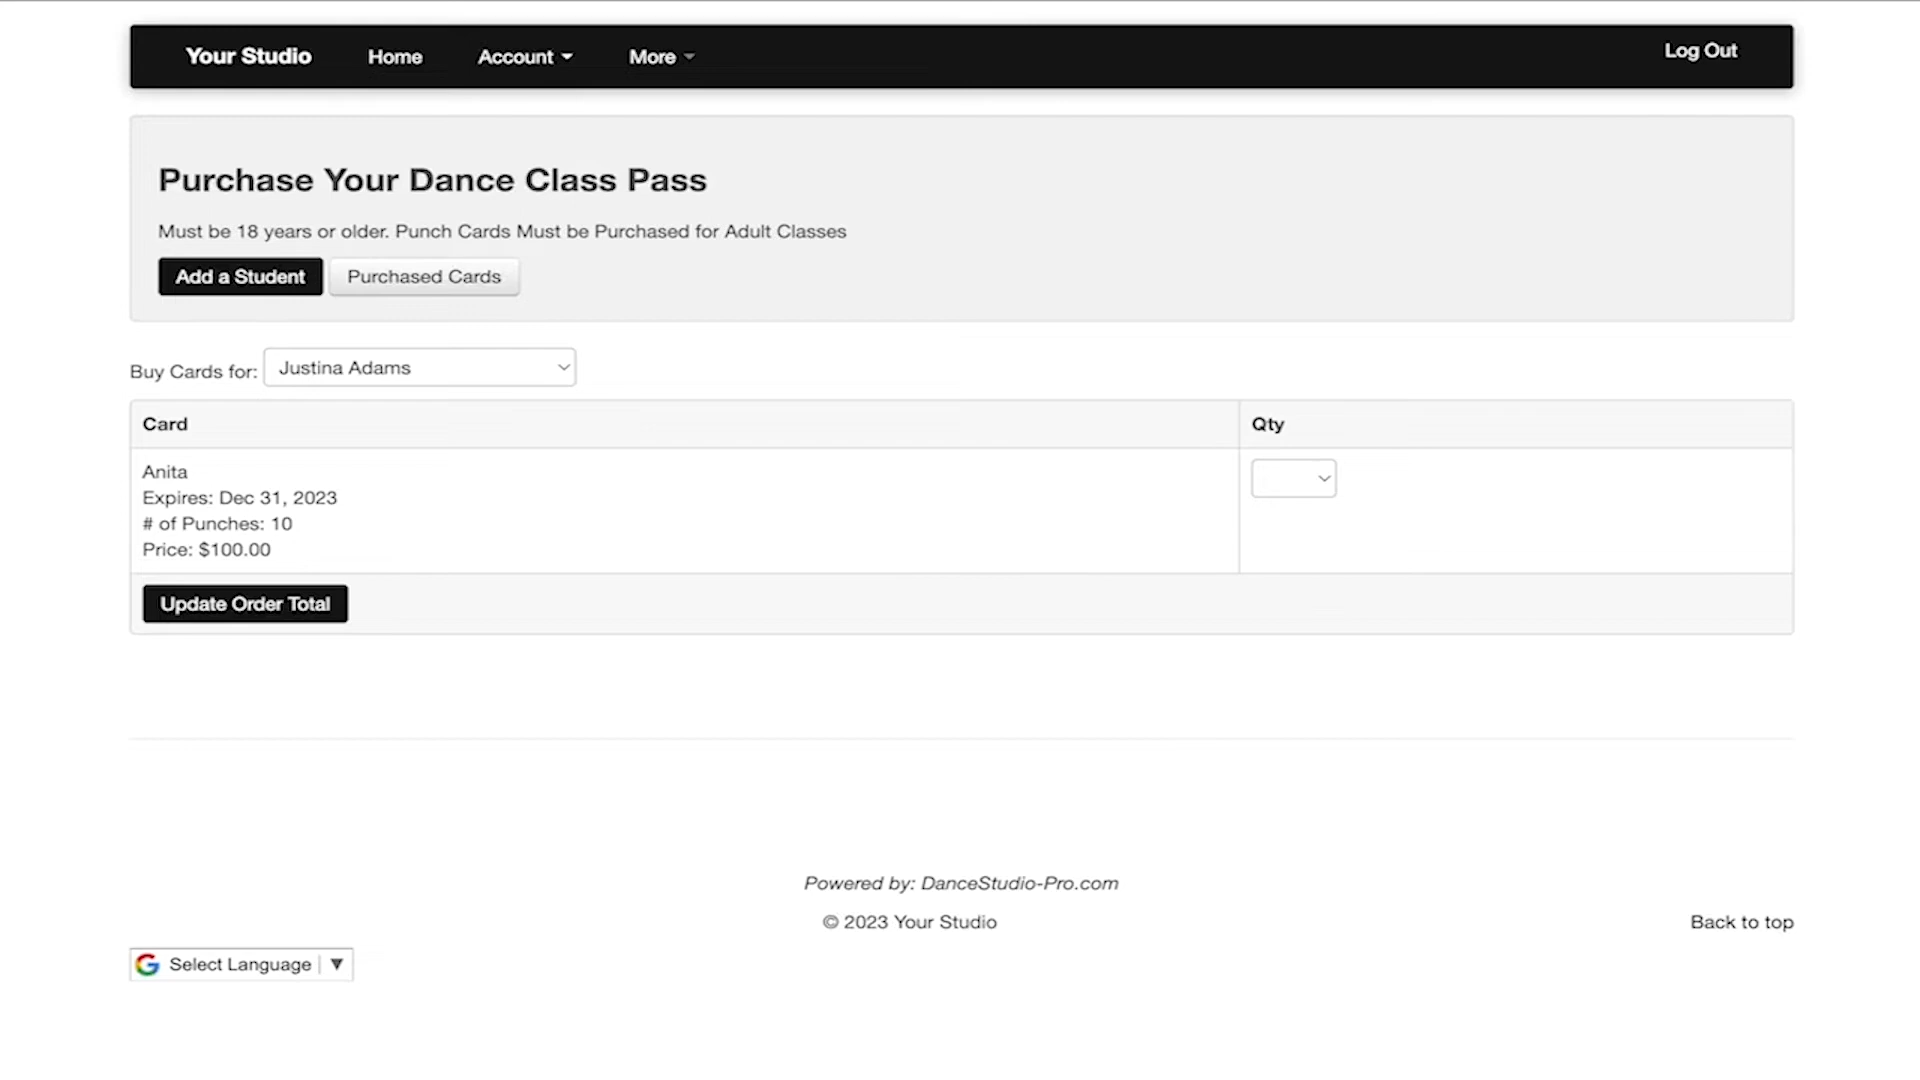 Your Studio Home Account More Log Out
Purchase Your Dance Class Pass
Must be 18 years or older. Punch Cards Must be Purchased for Adult Classes
Add a Student Purchased Cards
Buy Cards for: Justina Adams
Card Qty
Anita
Expires: Dec 31, 2023
# of Punches: 10
Price: $100.00
Update Order Total
Powered by: DanceStudio-Pro.com
© 2023 Your Studio Back to top
Select Language